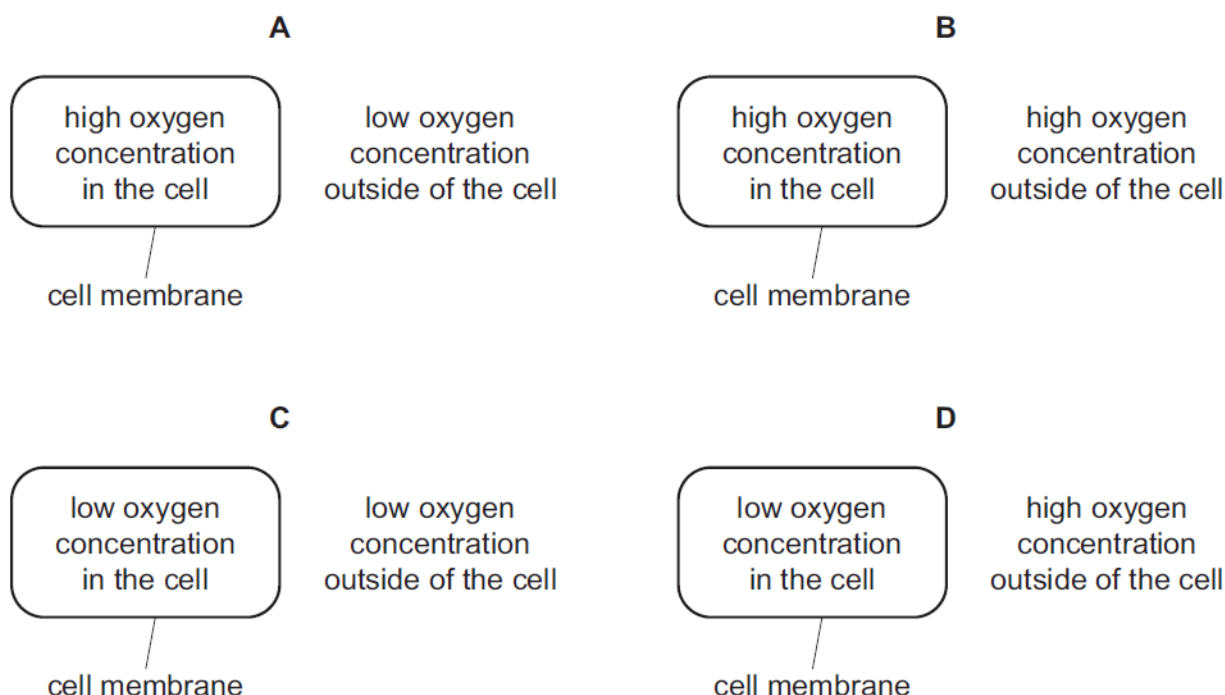 A
high oxygen
concentration
in the cell
low oxygen
concentration
outside of the cell
cell membrane
B
high oxygen
concentration
in the cell
high oxygen
concentration
outside of the cell
cell membrane
C
low oxygen
concentration
in the cell
low oxygen
concentration
outside of the cell
cell membrane
D
low oxygen
concentration
in the cell
high oxygen
concentration
outside of the cell
cell membrane